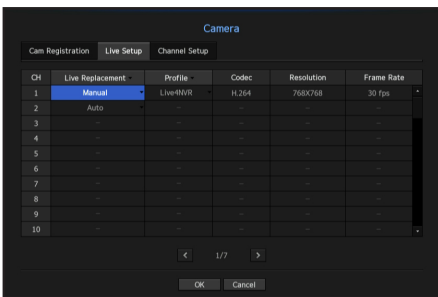 Camera
Cam Registration Live Setup Channel Setup
CH Live Replacement Profile Codec Resolution Frame Rate
1 Manual Live4NVR H.264 768X768 30 fps
2 Auto – – – –
3 – – – – –
4 – – – – –
5 – – – – –
6 – – – – –
7 – – – – –
8 – – – – –
9 – – – – –
10 – – – – –
< 1/7 >
OK Cancel